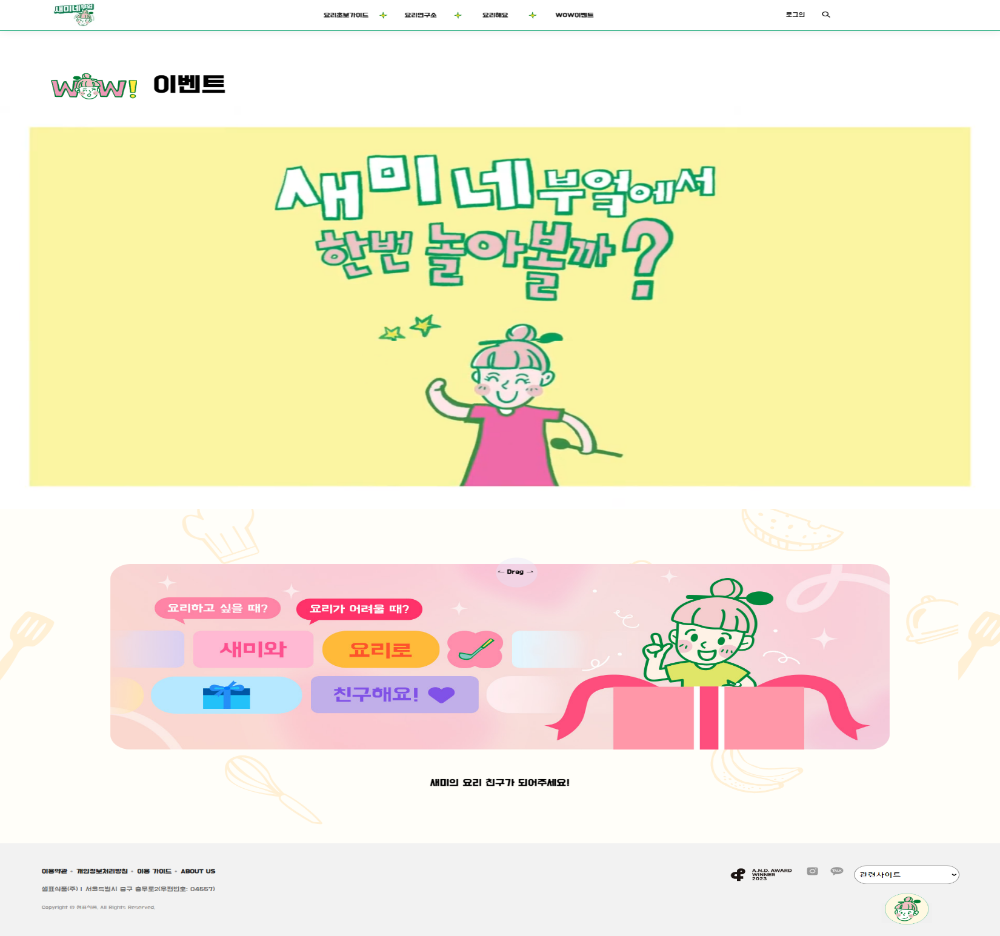 새미네부엌
요리초보가이드 요리연구소 요리해요 WOW이벤트
로그인
WOW! 이벤트
새미네부엌에서
한번 놀아볼까?
← Drag →
요리하고 싶을 때? 요리가 어려울 때?
새미와 요리로
친구해요!
새미의 요리 친구가 되어주세요!
이용약관 • 개인정보처리방침 • 이용 가이드 • ABOUT US
샘표식품(주) | 서울특별시 중구 충무로2(우편번호: 04557)
Copyright © 샘표식품. All Rights Reserved.
A.N.D. AWARD
WINNER
2023
TALK
관련사이트